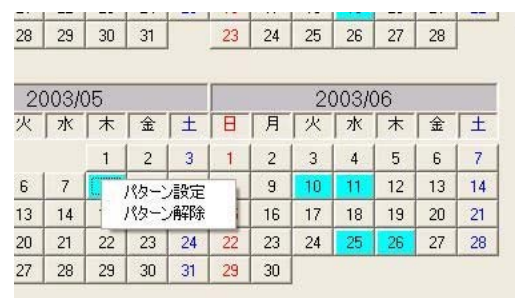 28 29 30 31 23 24 25 26 27 28
2003/05 2003/06
火 水 木 金 土 日 月 火 水 木 金 土
1 2 3 1 2 3 4 5 6 7
6 7 パターン設定 9 10 11 12 13 14
13 14 パターン解除 16 17 18 19 20 21
20 21 22 23 24 22 23 24 25 26 27 28
27 28 29 30 31 29 30